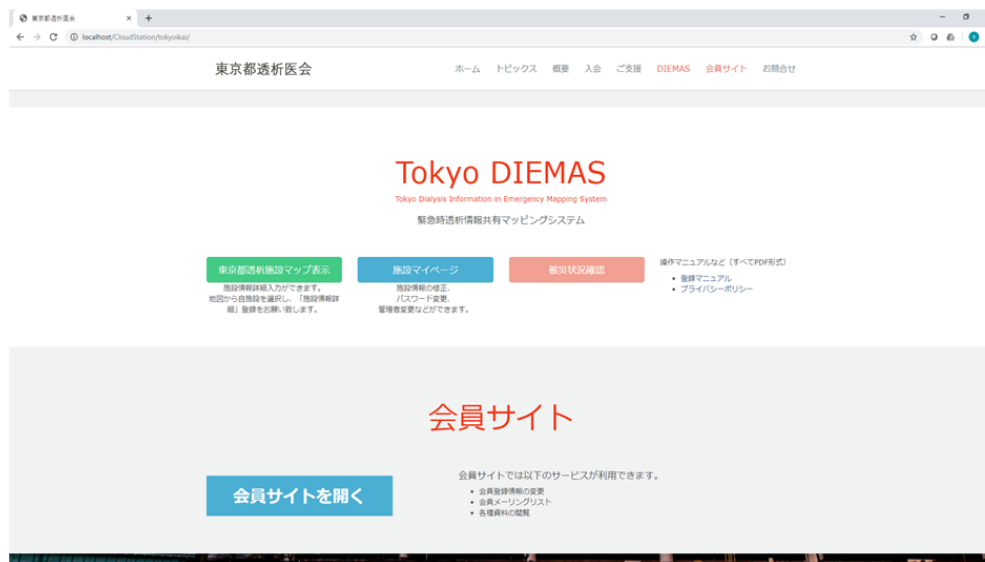 東京都透析医会
localhost/CloudStation/tokyoikai/
東京都透析医会
ホーム トピックス 概要 入会 ご支援 DIEMAS 会員サイト お問合せ
Tokyo DIEMAS
Tokyo Dialysis Information in Emergency Mapping System
緊急時透析情報共有マッピングシステム
東京都透析施設マップ表示
施設情報詳細入力ができます。
地図から自施設を選択し、「施設情報詳
細」登録をお願い致します。
施設マイページ
施設情報の修正、
パスワード変更、
管理者変更などができます。
被災状況確認
操作マニュアルなど（すべてPDF形式）
• 登録マニュアル
• プライバシーポリシー
会員サイト
会員サイトを開く
会員サイトでは以下のサービスが利用できます。
• 会員登録情報の変更
• 会員メーリングリスト
• 各種資料の閲覧